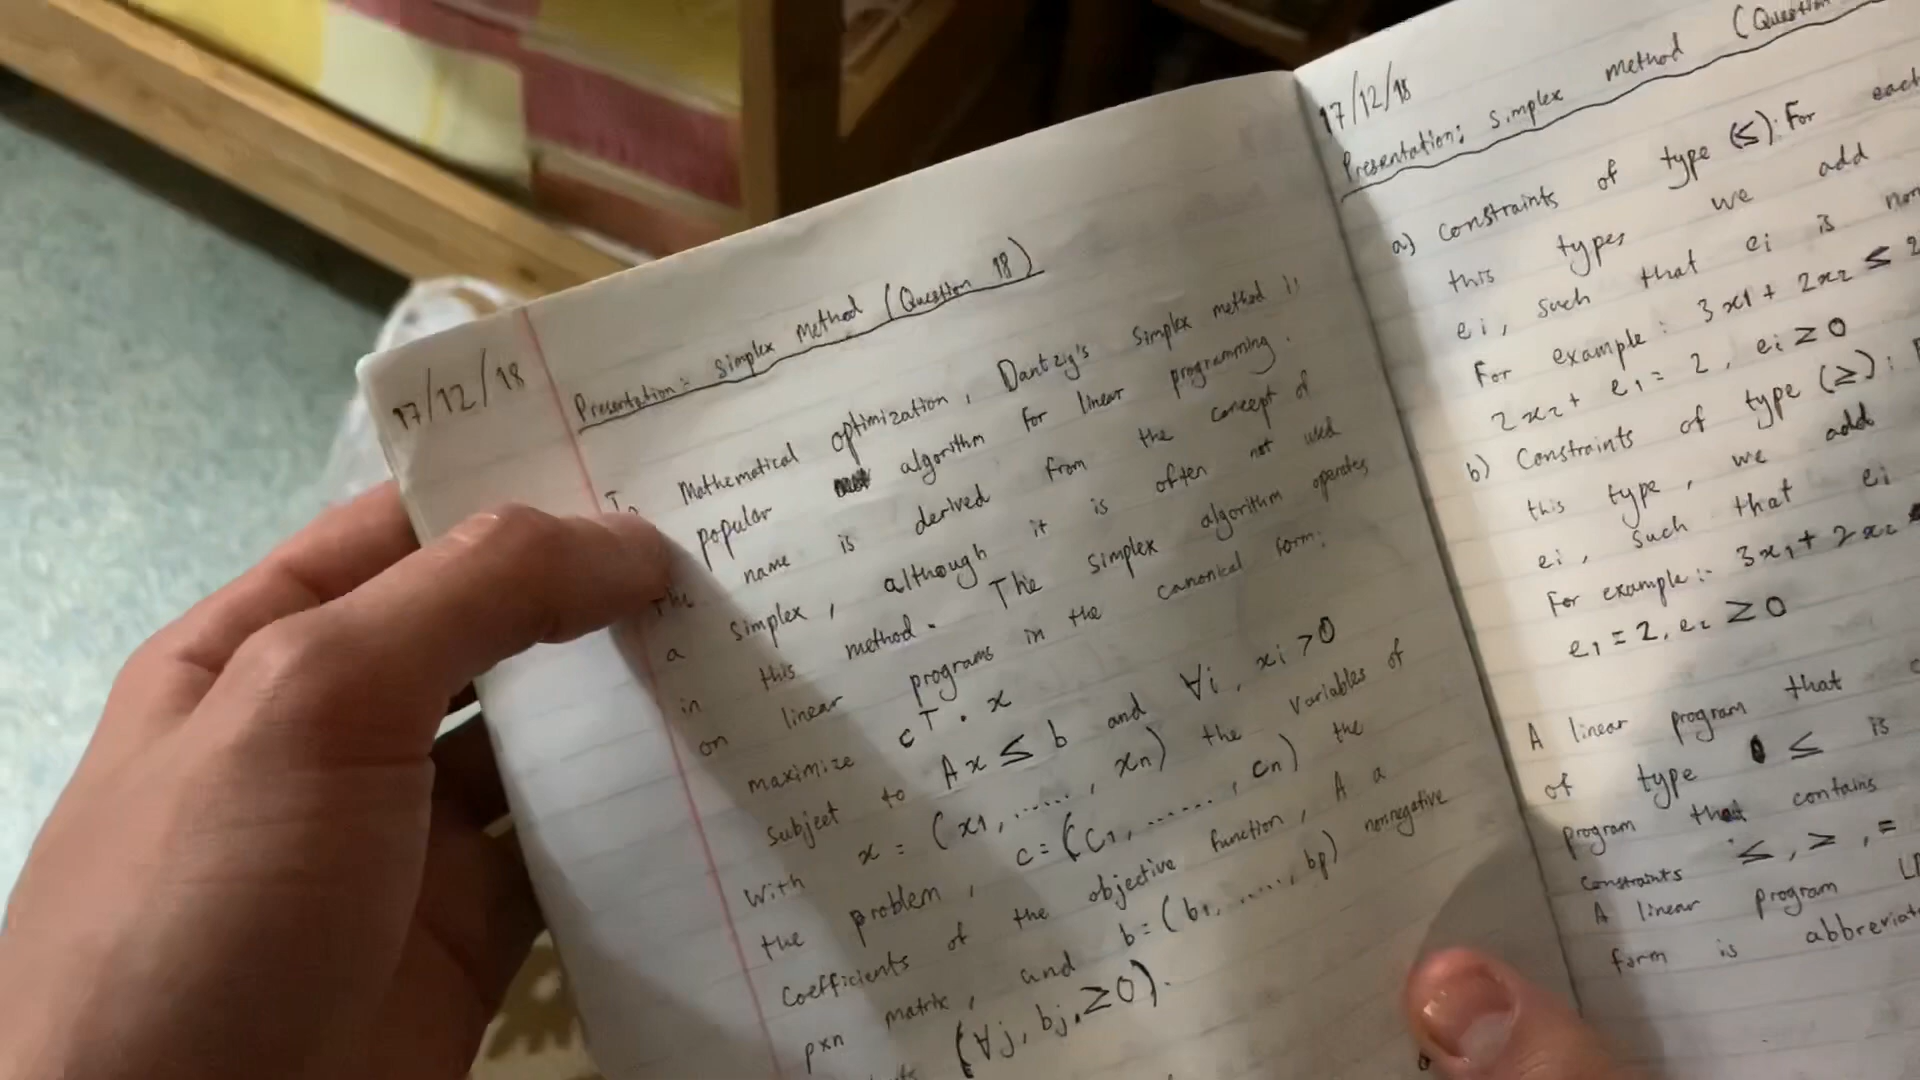 17/12/18
Presentation: Simplex Method (Question 18)
Mathematical optimization, Dantzig's simplex method is
popular algorithm for linear programming.
The name is derived from the concept of
a simplex, although it is often not used
in this method. The simplex algorithm operates
on linear programs in the canonical form:
maximize cT . x
subject to Ax ≤ b and ∀i, xi > 0
with x = (x1, ......, xn) the variables of
the problem, c = (c1, ......., cn) the
coefficients of the objective function, A a
pxn matrix, and b = (b1, ....., bp) nonnegative
(∀j, bj, ≥0).
17/12/18
Presentation: simplex method (Question
a) constraints of type (≤): For each
this types we add
ei, such that ei is
For example: 3x1 + 2x2 ≤ 2
2x2 + e1 = 2, ei ≥ 0
b) Constraints of type (≥):
this type, we add
ei, such that ei
For example:- 3x1 + 2x2
e1 = 2, e2 ≥ 0
A linear program that
of type ≤ is
program that contains
constraints ≤, ≥, =
A linear program
form is